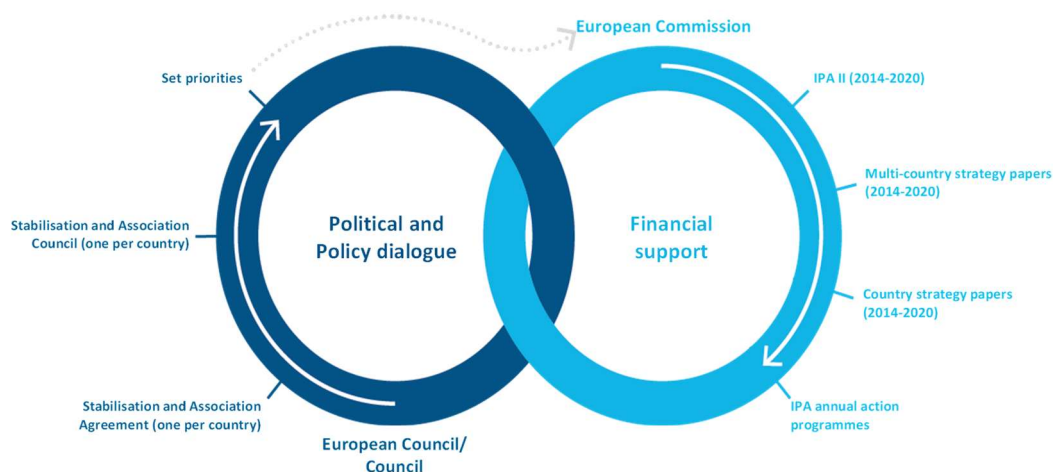 European Commission
Set priorities
IPA II (2014-2020)
Multi-country strategy papers
(2014-2020)
Stabilisation and Association
Council (one per country)
Political and
Policy dialogue
Financial
support
Country strategy papers
(2014-2020)
Stabilisation and Association
Agreement (one per country)
IPA annual action
programmes
European Council/
Council